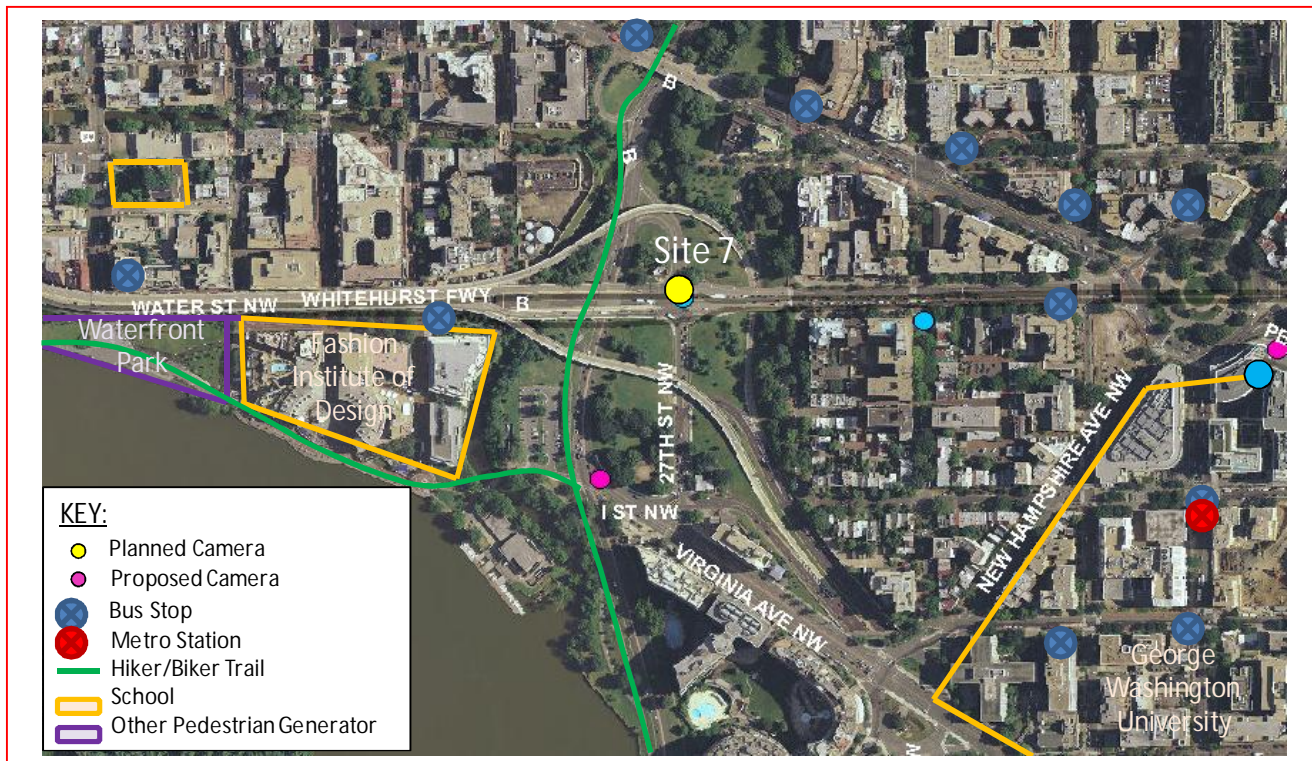 B
B
B
B
Site 7
WATER ST NW
WHITEHURST FWY
B
Waterfront
Park
Fashion
Institute of
Design
27TH ST NW
NEW HAMPSHIRE AVE NW
I ST NW
VIRGINIA AVE NW
George
Washington
University
KEY:
Planned Camera
Proposed Camera
Bus Stop
Metro Station
Hiker/Biker Trail
School
Other Pedestrian Generator